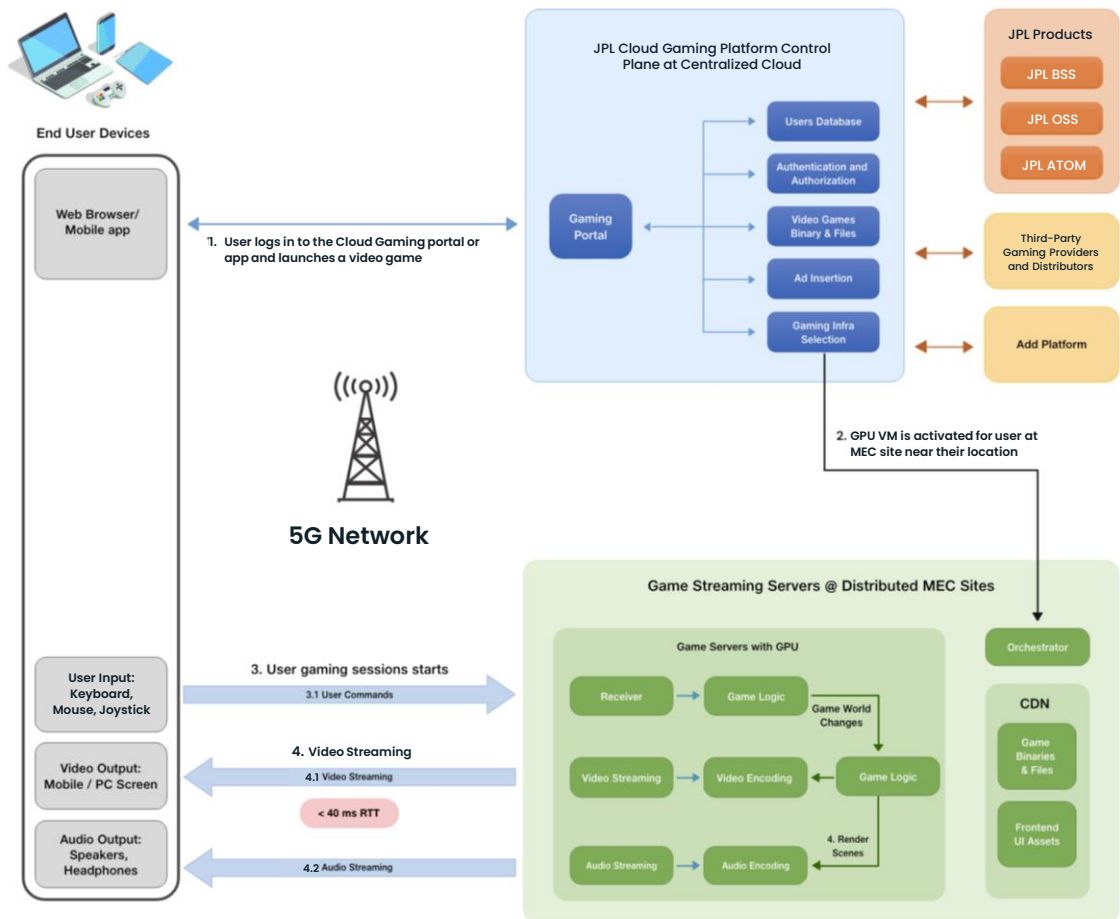 JPL Cloud Gaming Platform Control
Plane at Centralized Cloud
JPL Products
JPL BSS
JPL OSS
JPL ATOM
End User Devices
Web Browser/
Mobile app
1. User logs in to the Cloud Gaming portal or
app and launches a video game
Gaming
Portal
Users Database
Authentication and
Authorization
Video Games
Binary & Files
Ad Insertion
Gaming Infra
Selection
Third-Party
Gaming Providers
and Distributors
Add Platform
2. GPU VM is activated for user at
MEC site near their location
5G Network
Game Streaming Servers @ Distributed MEC Sites
Game Servers with GPU
Orchestrator
User Input:
Keyboard,
Mouse, Joystick
3. User gaming sessions starts
3.1 User Commands
Receiver
Game Logic
Game World
Changes
CDN
Game
Binaries
& Files
Frontend
UI Assets
Video Output:
Mobile / PC Screen
4. Video Streaming
4.1 Video Streaming
< 40 ms RTT
Video Streaming
Video Encoding
Game Logic
Audio Output:
Speakers,
Headphones
4.2 Audio Streaming
Audio Streaming
Audio Encoding
4. Render
Scenes